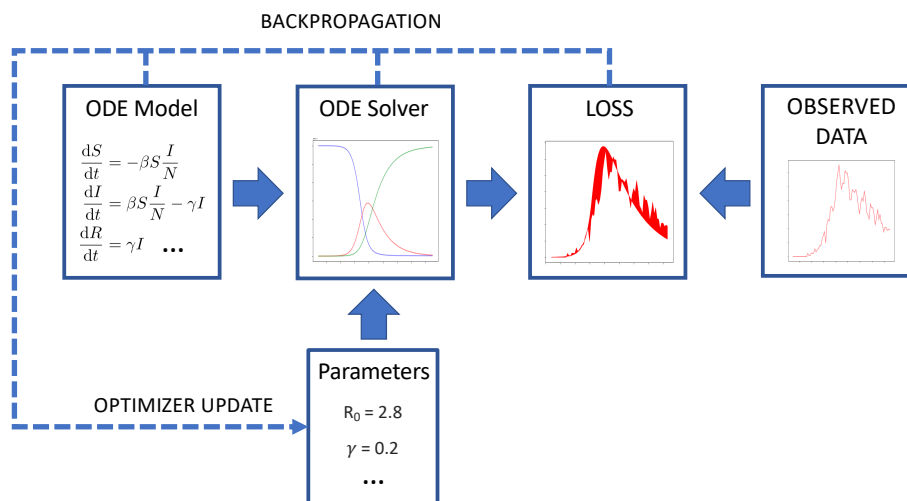 BACKPROPAGATION
ODE Model
dS/dt = −βS I/N
dI/dt = βS I/N − γI
dR/dt = γI ...
ODE Solver
LOSS
OBSERVED
DATA
Parameters
R₀ = 2.8
γ = 0.2
...
OPTIMIZER UPDATE